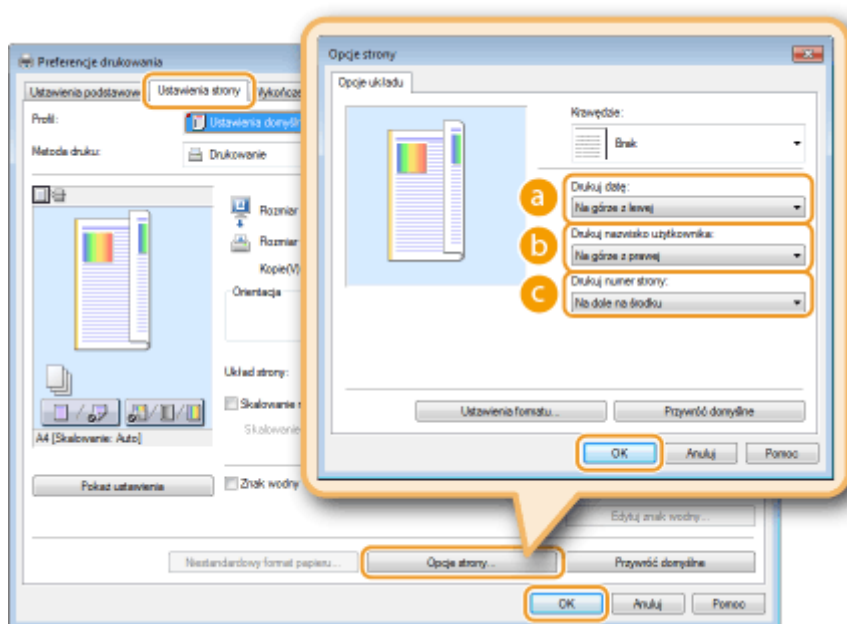 Preferencje drukowania
Ustawienia podstawow
Ustawienia strony
Wykończe
Profil:
Ustawienia domyśln
Metoda druku:
Drukowanie
Rozmiar
Rozmiar
Kopie(V)
Orientacja
Układ strony:
Skalowanie
Skalowanie
A4 [Skalowanie: Auto]
Pokaż ustawienia
Znak wodny
Edytuj znak wodny...
Niestandardowy format papieru...
Opcje strony...
Przywróć domyślne
OK
Anuluj
Pomoc
Opcje strony
Opcje układu
Krawędzie:
Brak
a
Drukuj datę:
Na górze z lewej
b
Drukuj nazwisko użytkownika:
Na górze z prawej
c
Drukuj numer strony:
Na dole na środku
Ustawienia formatu...
Przywróć domyślne
OK
Anuluj
Pomoc